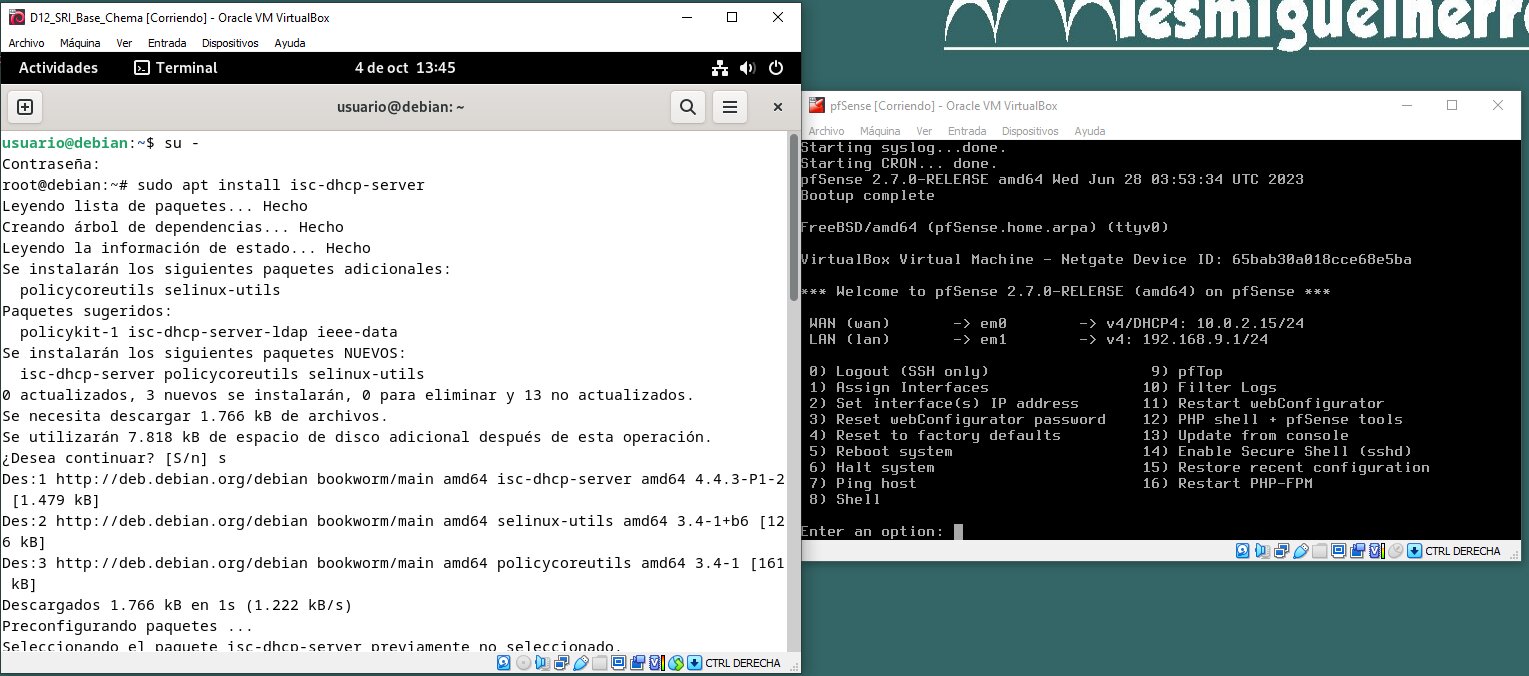 D12_SRI_Base_Chema [Corriendo] - Oracle VM VirtualBox
Archivo Máquina Ver Entrada Dispositivos Ayuda
Actividades Terminal 4 de oct 13:45
usuario@debian: ~
usuario@debian:~$ su -
Contraseña:
root@debian:~# sudo apt install isc-dhcp-server
Leyendo lista de paquetes... Hecho
Creando árbol de dependencias... Hecho
Leyendo la información de estado... Hecho
Se instalarán los siguientes paquetes adicionales:
policycoreutils selinux-utils
Paquetes sugeridos:
policykit-1 isc-dhcp-server-ldap ieee-data
Se instalarán los siguientes paquetes NUEVOS:
isc-dhcp-server policycoreutils selinux-utils
0 actualizados, 3 nuevos se instalarán, 0 para eliminar y 13 no actualizados.
Se necesita descargar 1.766 kB de archivos.
Se utilizarán 7.818 kB de espacio de disco adicional después de esta operación.
¿Desea continuar? [S/n] s
Des:1 http://deb.debian.org/debian bookworm/main amd64 isc-dhcp-server amd64 4.4.3-P1-2
[1.479 kB]
Des:2 http://deb.debian.org/debian bookworm/main amd64 selinux-utils amd64 3.4-1+b6 [12
6 kB]
Des:3 http://deb.debian.org/debian bookworm/main amd64 policycoreutils amd64 3.4-1 [161
kB]
Descargados 1.766 kB en 1s (1.222 kB/s)
Preconfigurando paquetes ...
Seleccionando el paquete isc-dhcp-server previamente no seleccionado.
CTRL DERECHA
iesmiguelherre
pfSense [Corriendo] - Oracle VM VirtualBox
Archivo Máquina Ver Entrada Dispositivos Ayuda
Starting syslog...done.
Starting CRON... done.
pfSense 2.7.0-RELEASE amd64 Wed Jun 28 03:53:34 UTC 2023
Bootup complete
FreeBSD/amd64 (pfSense.home.arpa) (ttyv0)
VirtualBox Virtual Machine - Netgate Device ID: 65bab30a018cce68e5ba
*** Welcome to pfSense 2.7.0-RELEASE (amd64) on pfSense ***
WAN (wan) -> em0 -> v4/DHCP4: 10.0.2.15/24
LAN (lan) -> em1 -> v4: 192.168.9.1/24
0) Logout (SSH only) 9) pfTop
1) Assign Interfaces 10) Filter Logs
2) Set interface(s) IP address 11) Restart webConfigurator
3) Reset webConfigurator password 12) PHP shell + pfSense tools
4) Reset to factory defaults 13) Update from console
5) Reboot system 14) Enable Secure Shell (sshd)
6) Halt system 15) Restore recent configuration
7) Ping host 16) Restart PHP-FPM
8) Shell
Enter an option:
CTRL DERECHA